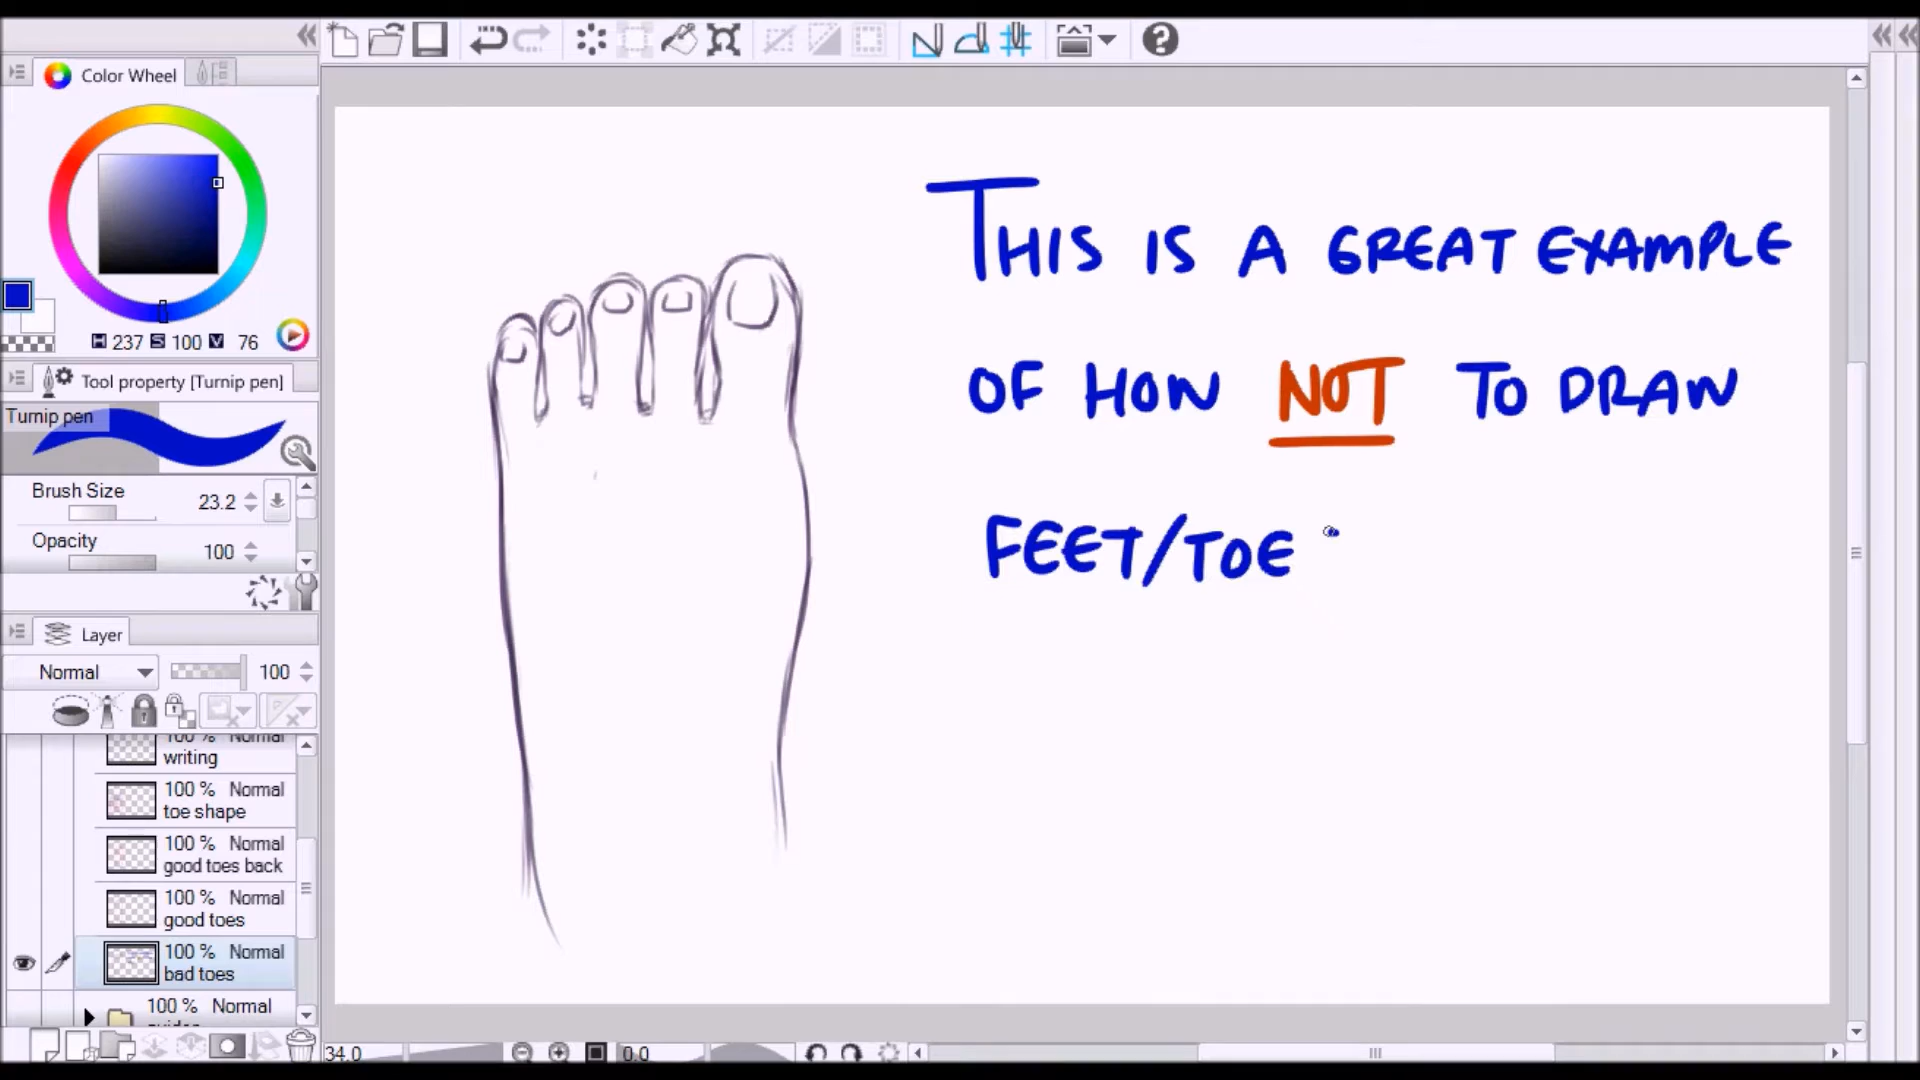 Color Wheel
H 237 S 100 V 76
Tool property [Turnip pen]
Turnip pen
Brush Size 23.2
Opacity 100
Layer
Normal 100
100 % Normal
writing
100 % Normal
toe shape
100 % Normal
good toes back
100 % Normal
good toes
100 % Normal
bad toes
100 % Normal
34.0 0.0
THIS IS A GREAT EXAMPLE
OF HOW NOT TO DRAW
FEET/TOE